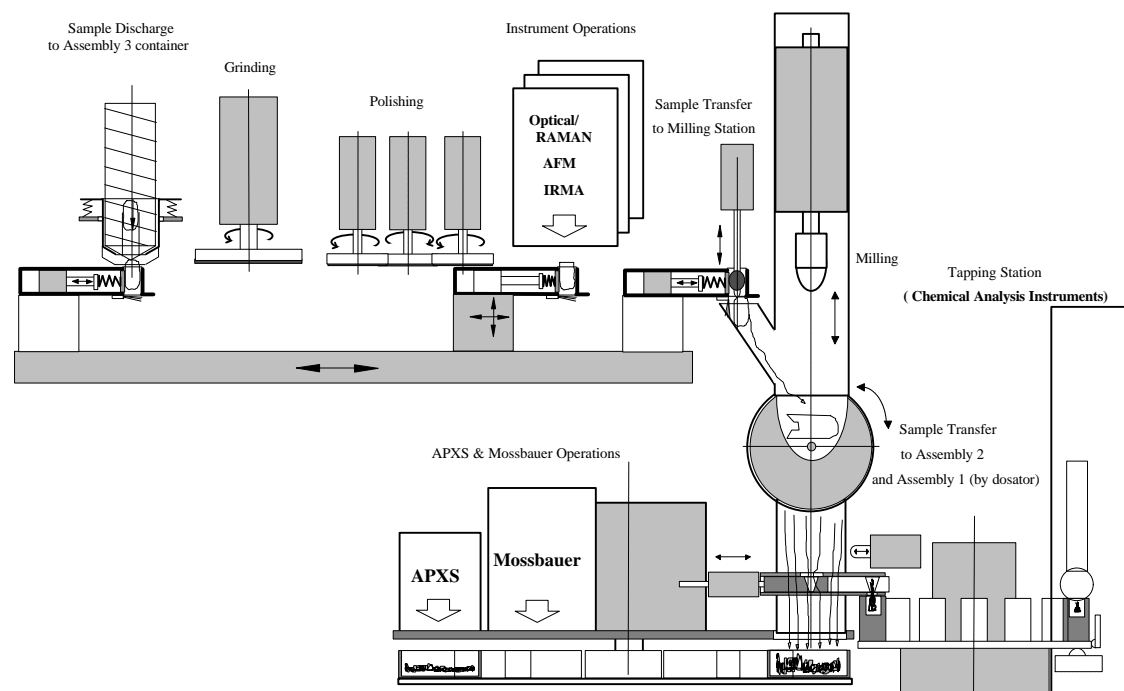 Sample Discharge
to Assembly 3 container
Grinding
Polishing
Instrument Operations
Optical/
RAMAN
AFM
IRMA
Sample Transfer
to Milling Station
Milling
Tapping Station
( Chemical Analysis Instruments)
Sample Transfer
to Assembly 2
and Assembly 1 (by dosator)
APXS & Mossbauer Operations
APXS
Mossbauer